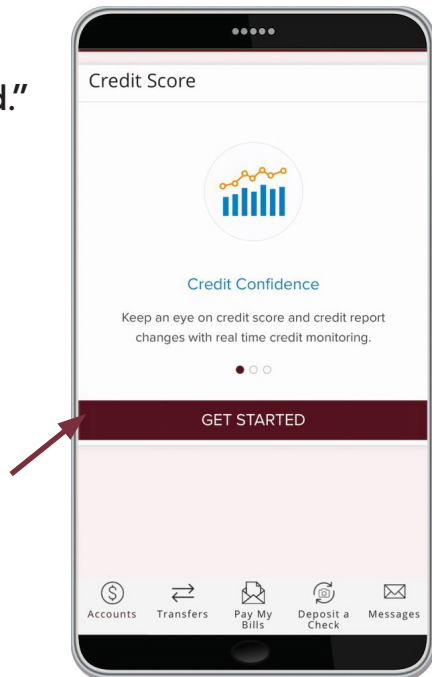 d.”
Credit Score
Credit Confidence
Keep an eye on credit score and credit report
changes with real time credit monitoring.
GET STARTED
Accounts Transfers Pay My Bills Deposit a Check Messages